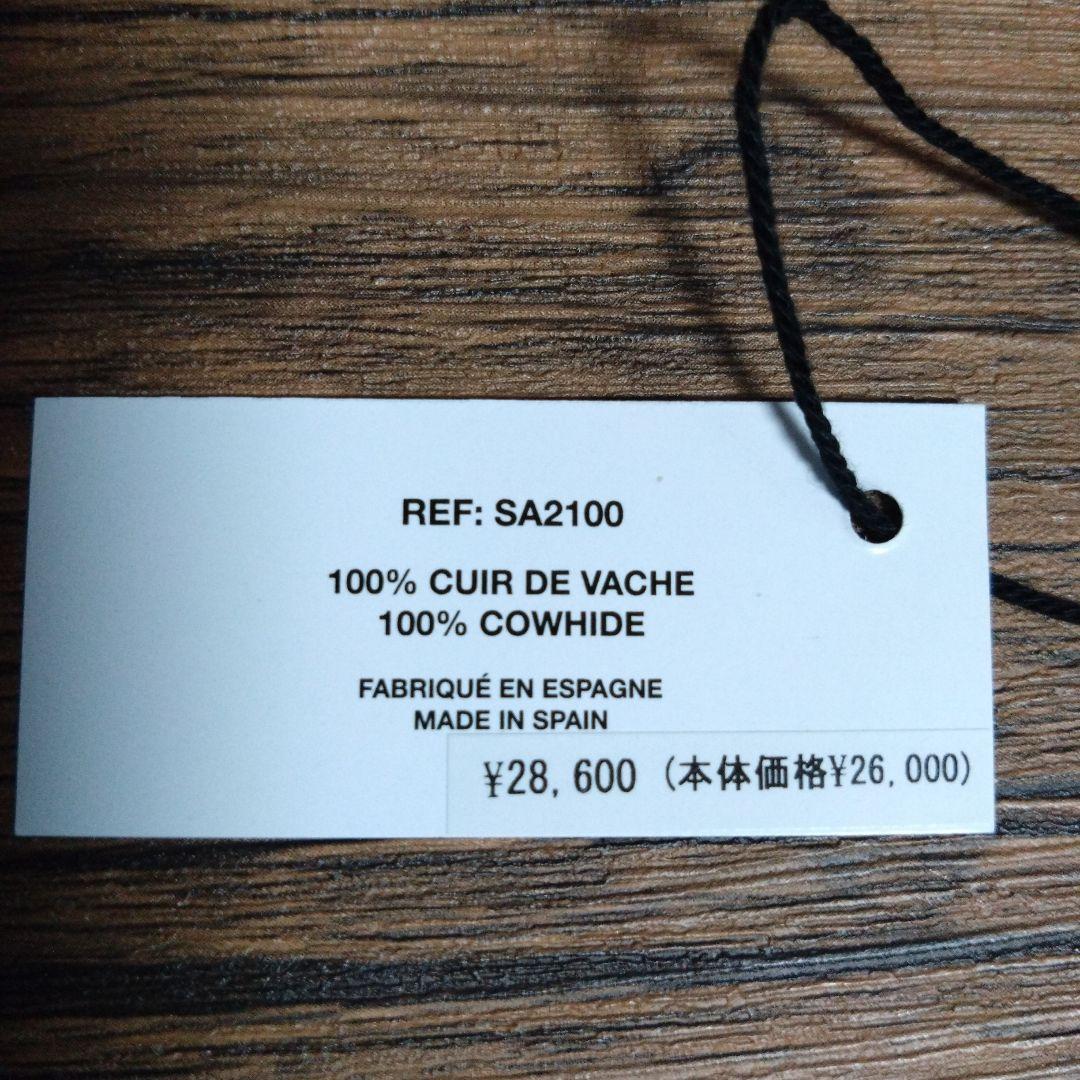 REF: SA2100
100% CUIR DE VACHE
100% COWHIDE
FABRIQUÉ EN ESPAGNE
MADE IN SPAIN
¥28,600 (本体価格¥26,000)